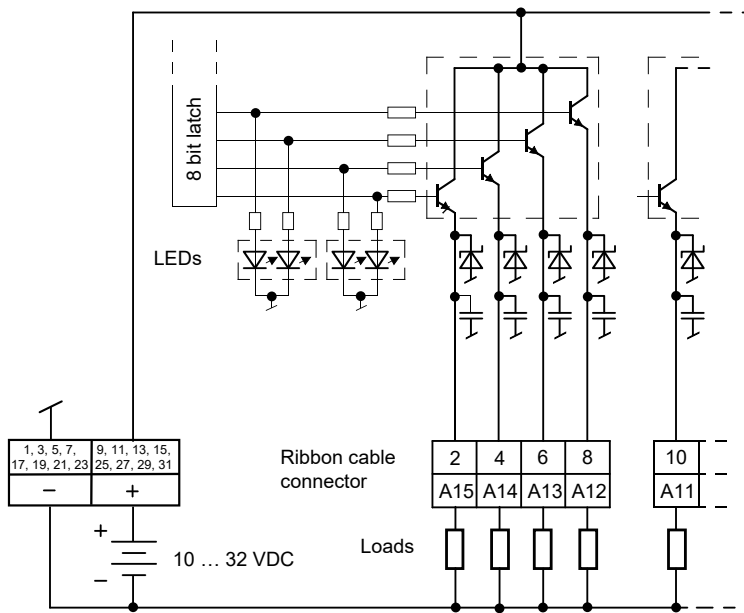 8 bit latch
LEDs
1, 3, 5, 7,
17, 19, 21, 23
9, 11, 13, 15,
25, 27, 29, 31
− +
Ribbon cable
connector
2 4 6 8 10
A15 A14 A13 A12 A11
+
−
10 … 32 VDC
Loads